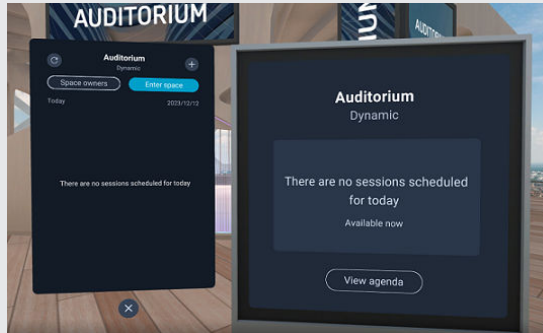 AUDITORIUM
Auditorium
Dynamic
Space owners
Enter space
Today
2023/12/12
There are no sessions scheduled for today
Auditorium
Dynamic
There are no sessions scheduled
for today
Available now
View agenda